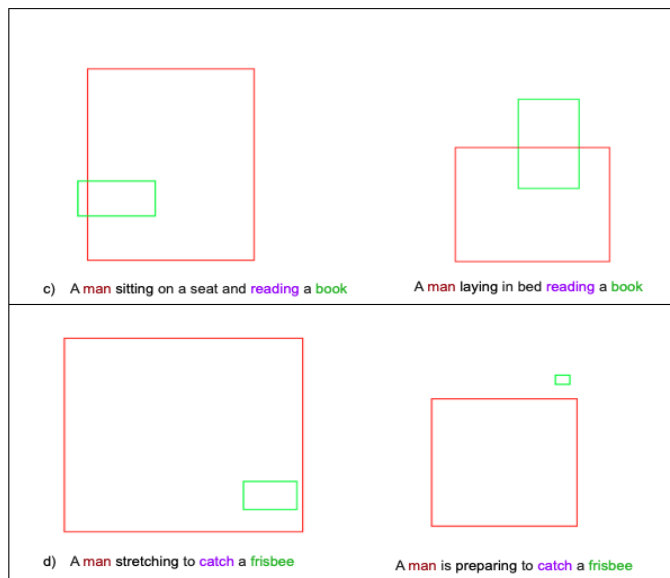 c) A man sitting on a seat and reading a book
A man laying in bed reading a book
d) A man stretching to catch a frisbee
A man is preparing to catch a frisbee